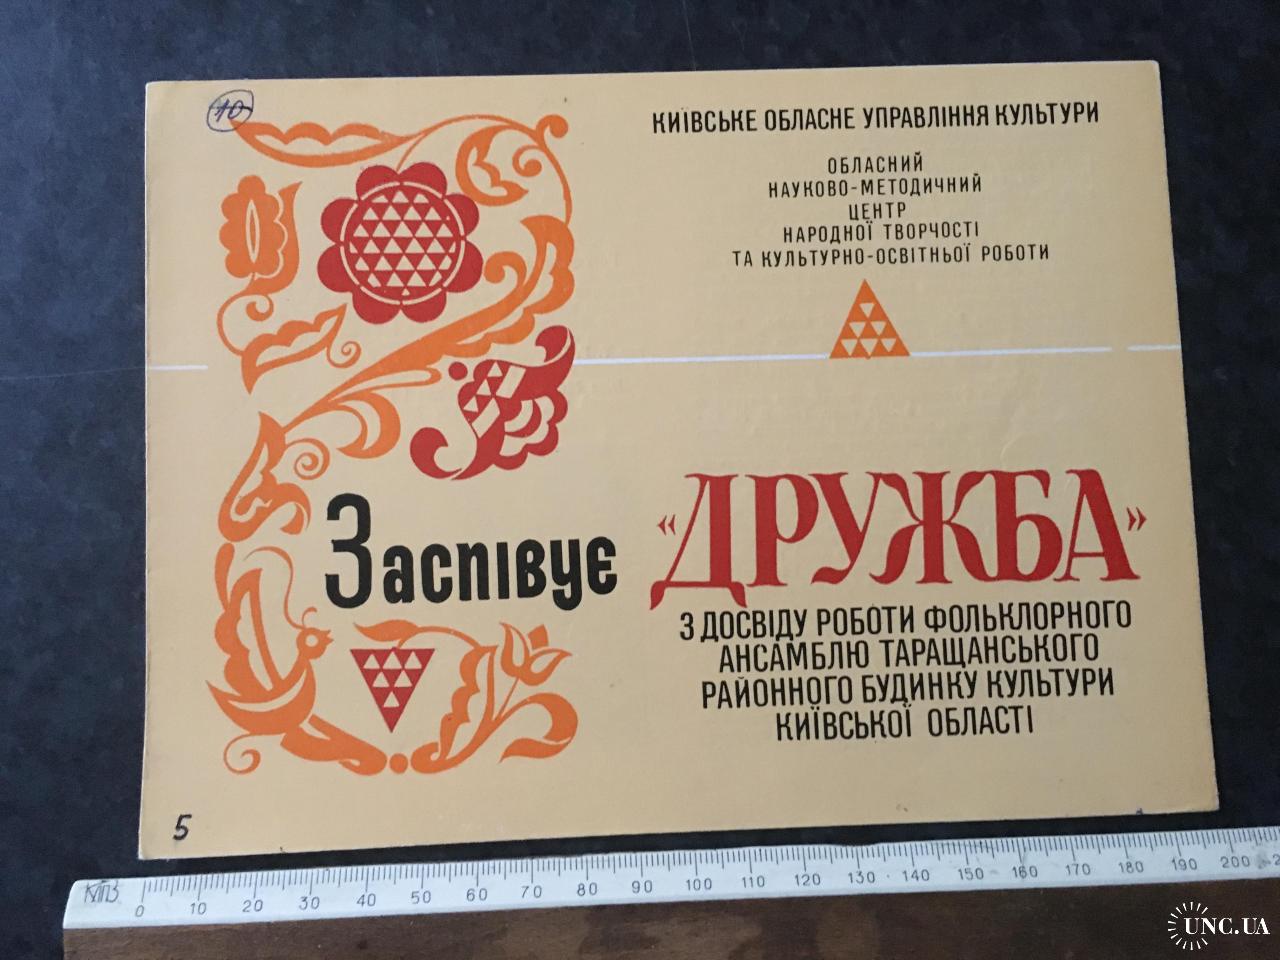 10
КИЇВСЬКЕ ОБЛАСНЕ УПРАВЛІННЯ КУЛЬТУРИ
ОБЛАСНИЙ
НАУКОВО-МЕТОДИЧНИЙ
ЦЕНТР
НАРОДНОЇ ТВОРЧОСТІ
ТА КУЛЬТУРНО-ОСВІТНЬОЇ РОБОТИ
Заспівує
«ДРУЖБА»
З ДОСВІДУ РОБОТИ ФОЛЬКЛОРНОГО
АНСАМБЛЮ ТАРАЩАНСЬКОГО
РАЙОННОГО БУДИНКУ КУЛЬТУРИ
КИЇВСЬКОЇ ОБЛАСТІ
5
0 10 20 30 40 50 60 70 80 90 100 110 120 130 140 150 160 170 180 190 200
UNC.UA